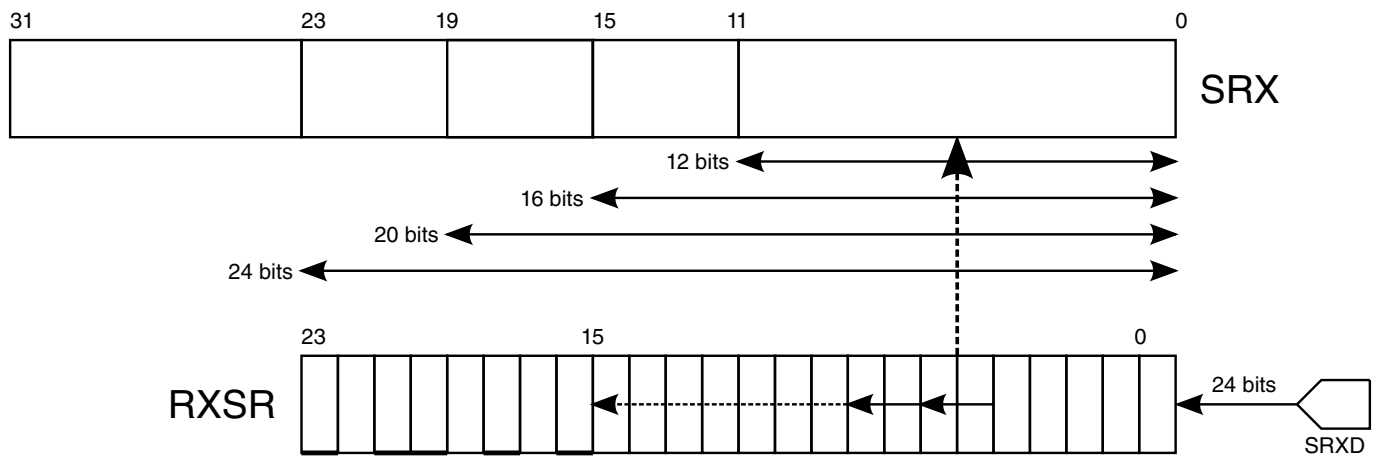 31 23 19 15 11 0
SRX
12 bits
16 bits
20 bits
24 bits
23 15 0
RXSR
24 bits
SRXD